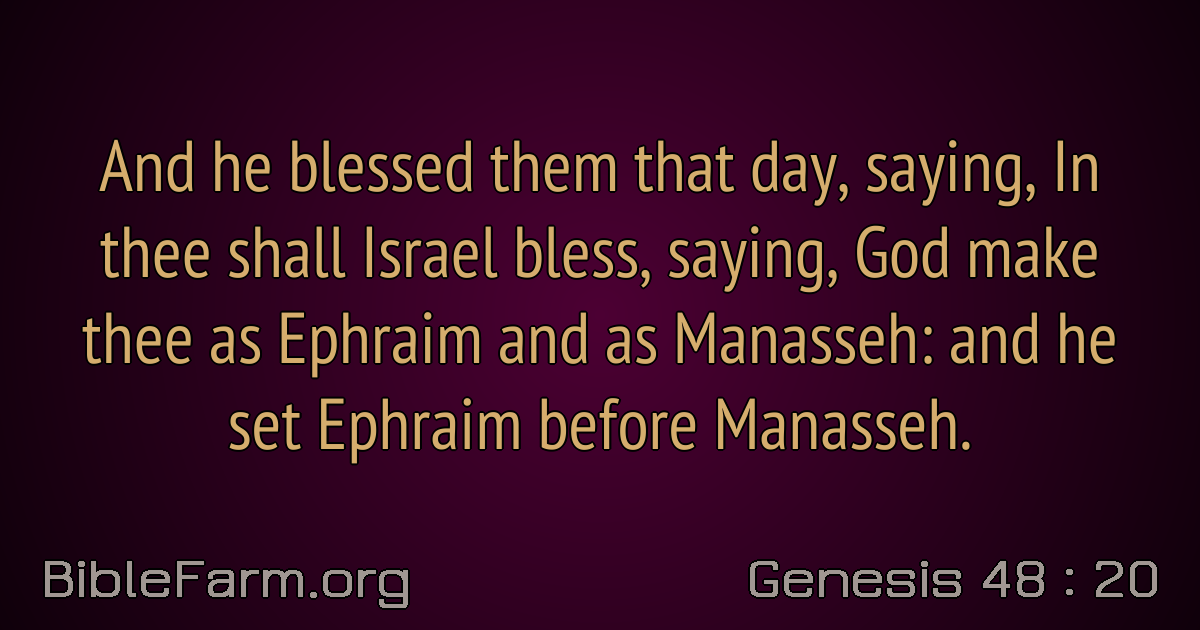 And he blessed them that day, saying, In
thee shall Israel bless, saying, God make
thee as Ephraim and as Manasseh: and he
set Ephraim before Manasseh.
BibleFarm.org
Genesis 48 : 20